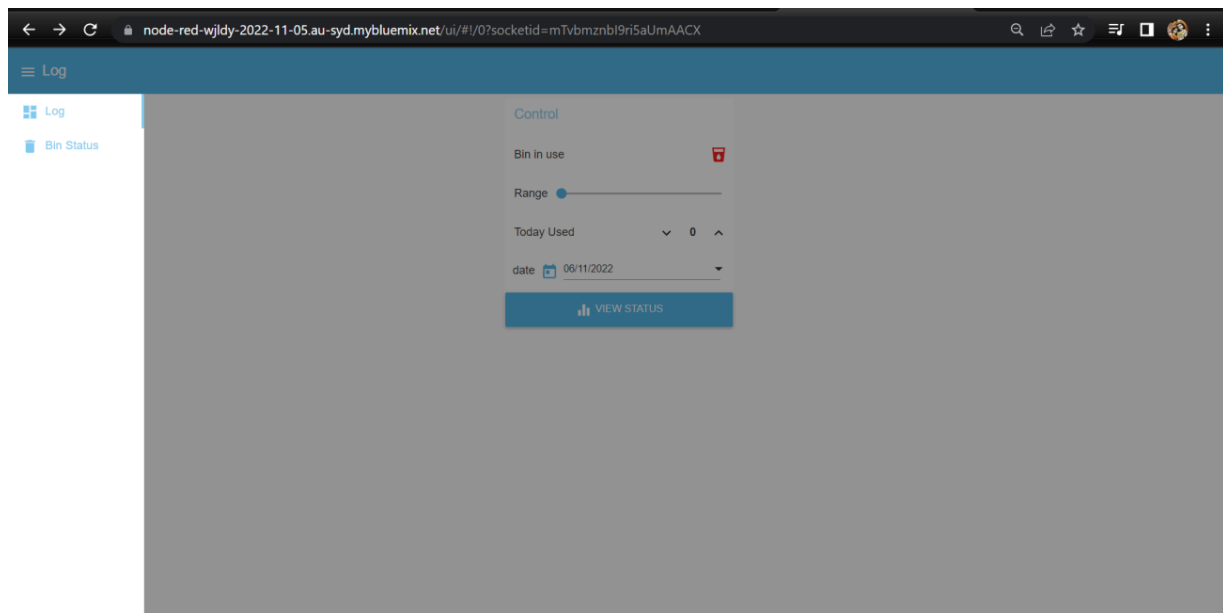 node-red-wjldy-2022-11-05.au-syd.mybluemix.net/ui/#!/0?socketid=mTvbmznbI9ri5aUmAACX
Log
Log
Bin Status
Control
Bin in use
Range
Today Used 0
date 06/11/2022
VIEW STATUS